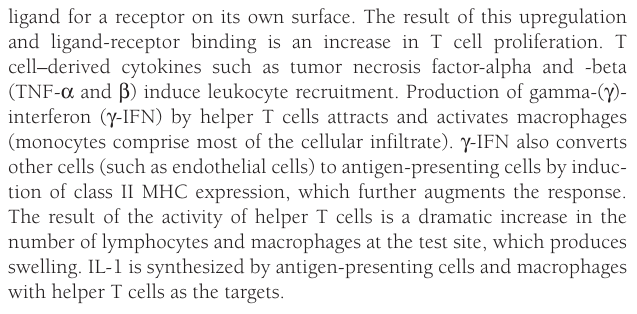 ligand for a receptor on its own surface. The result of this upregulation
and ligand-receptor binding is an increase in T cell proliferation. T
cell–derived cytokines such as tumor necrosis factor-alpha and -beta
(TNF-α and β) induce leukocyte recruitment. Production of gamma-(γ)-
interferon (γ-IFN) by helper T cells attracts and activates macrophages
(monocytes comprise most of the cellular infiltrate). γ-IFN also converts
other cells (such as endothelial cells) to antigen-presenting cells by induc-
tion of class II MHC expression, which further augments the response.
The result of the activity of helper T cells is a dramatic increase in the
number of lymphocytes and macrophages at the test site, which produces
swelling. IL-1 is synthesized by antigen-presenting cells and macrophages
with helper T cells as the targets.